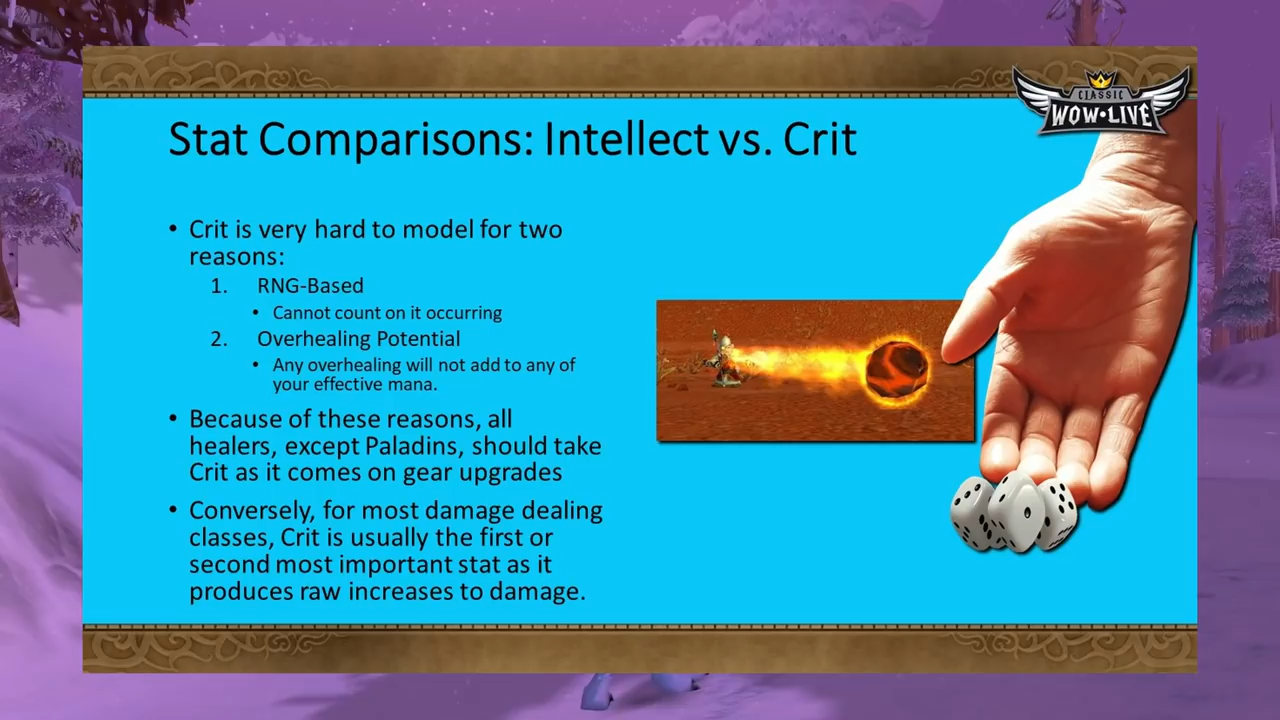 CLASSIC
WOW•LIVE
Stat Comparisons: Intellect vs. Crit
• Crit is very hard to model for two
reasons:
1. RNG-Based
• Cannot count on it occurring
2. Overhealing Potential
• Any overhealing will not add to any of
your effective mana.
• Because of these reasons, all
healers, except Paladins, should take
Crit as it comes on gear upgrades
• Conversely, for most damage dealing
classes, Crit is usually the first or
second most important stat as it
produces raw increases to damage.